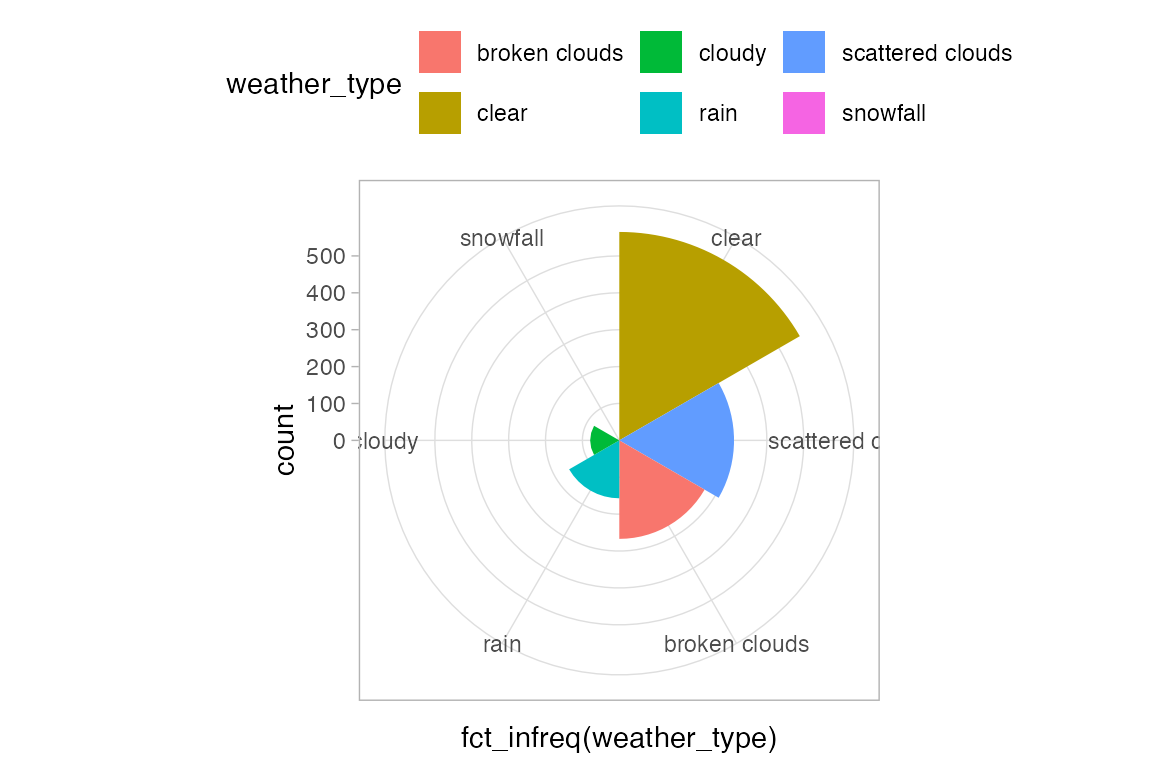 weather_type
broken clouds
cloudy
scattered clouds
clear
rain
snowfall
snowfall
clear
500
400
300
200
100
0
cloudy
scattered c
rain
broken clouds
count
fct_infreq(weather_type)